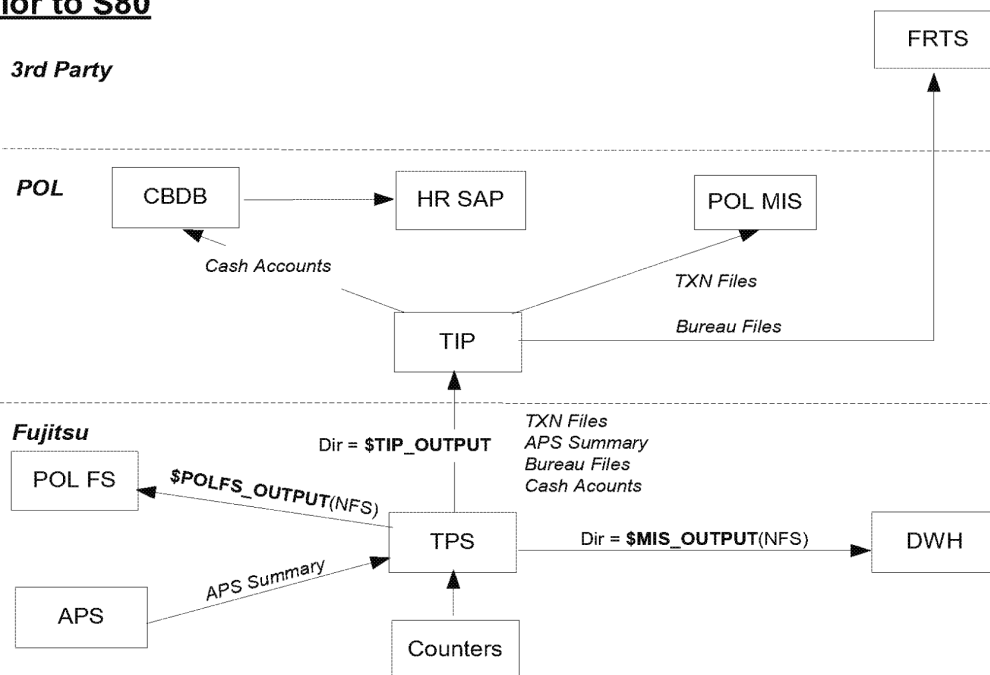 ior to S80
FRTS
3rd Party
POL
CBDB
HR SAP
POL MIS
Cash Accounts
TXN Files
Bureau Files
TIP
Fujitsu
Dir = $TIP_OUTPUT
TXN Files
APS Summary
Bureau Files
Cash Acounts
POL FS
$POLFS_OUTPUT(NFS)
TPS
Dir = $MIS_OUTPUT(NFS)
DWH
APS Summary
APS
Counters